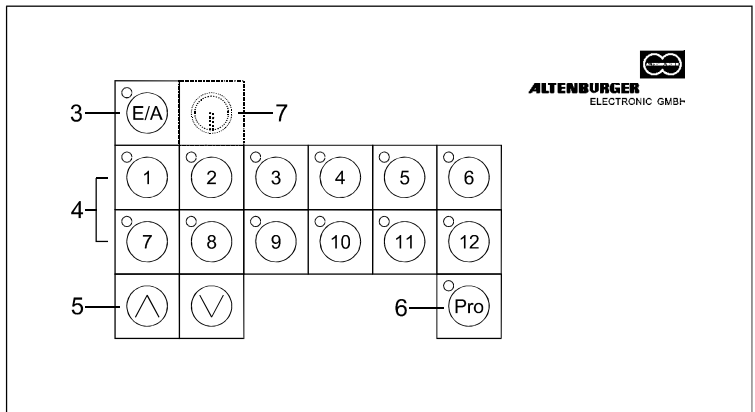 ALTENBURGER
ALTENBURGER
ELECTRONIC GMBH
3 E/A 7
1 2 3 4 5 6
4
7 8 9 10 11 12
5 6 Pro